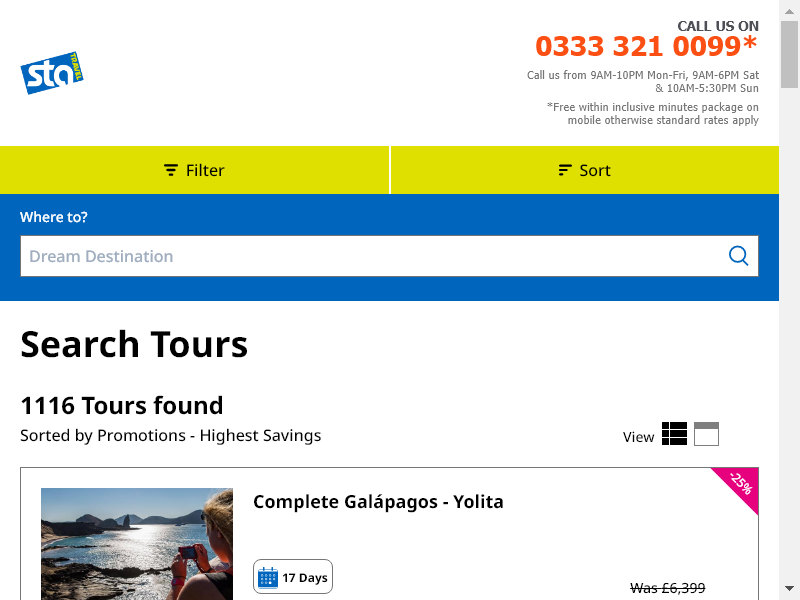 CALL US ON
0333 321 0099*
Call us from 9AM-10PM Mon-Fri, 9AM-6PM Sat
& 10AM-5:30PM Sun
*Free within inclusive minutes package on
mobile otherwise standard rates apply
sta TRAVEL
Filter
Sort
Where to?
Dream Destination
Search Tours
1116 Tours found
Sorted by Promotions - Highest Savings
View
-25%
Complete Galápagos - Yolita
17 Days
Was £6,399